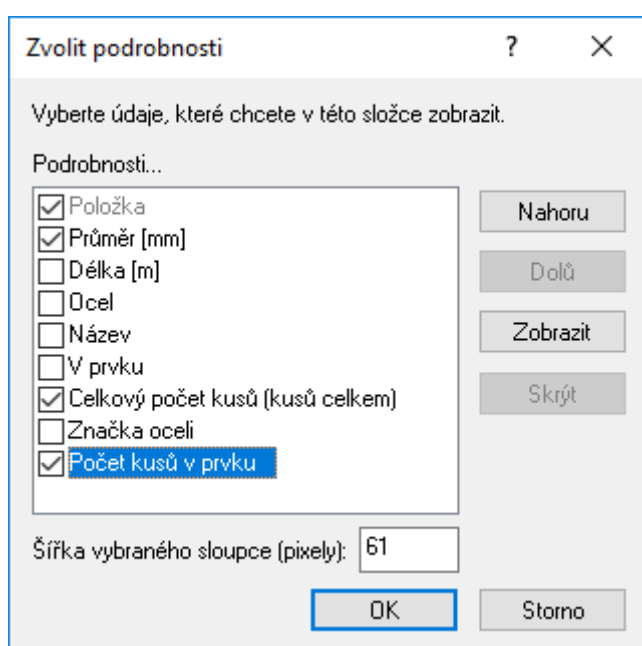 Zvolit podrobnosti
?
Vyberte údaje, které chcete v této složce zobrazit.
Podrobnosti...
Položka
Průměr [mm]
Délka [m]
Ocel
Název
V prvku
Celkový počet kusů (kusů celkem)
Značka oceli
Počet kusů v prvku
Nahoru
Dolů
Zobrazit
Skrýt
Šířka vybraného sloupce (pixely): 61
OK
Storno